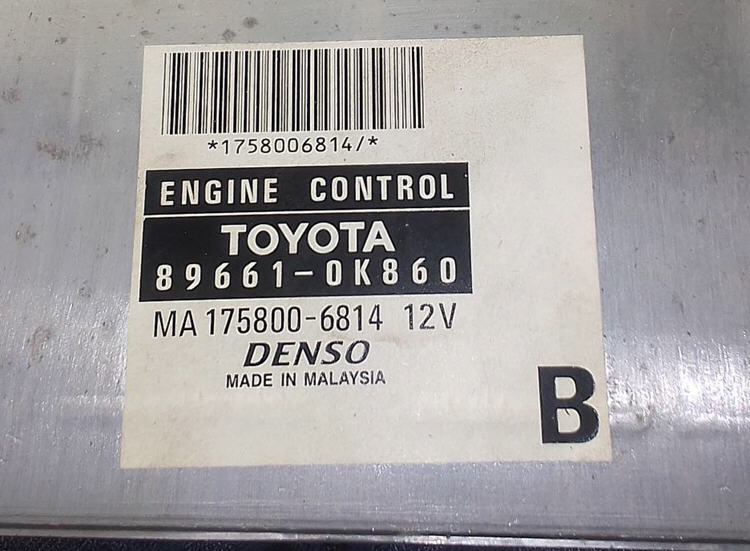 *1758006814/*
ENGINE CONTROL
TOYOTA
89661-0K860
MA 175800-6814 12V
DENSO
MADE IN MALAYSIA
B